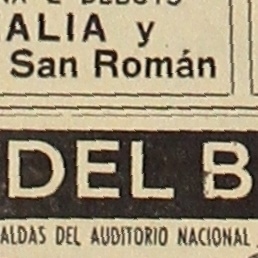 ALIA y
San Román
DEL B
ALDAS DEL AUDITORIO NACIONAL